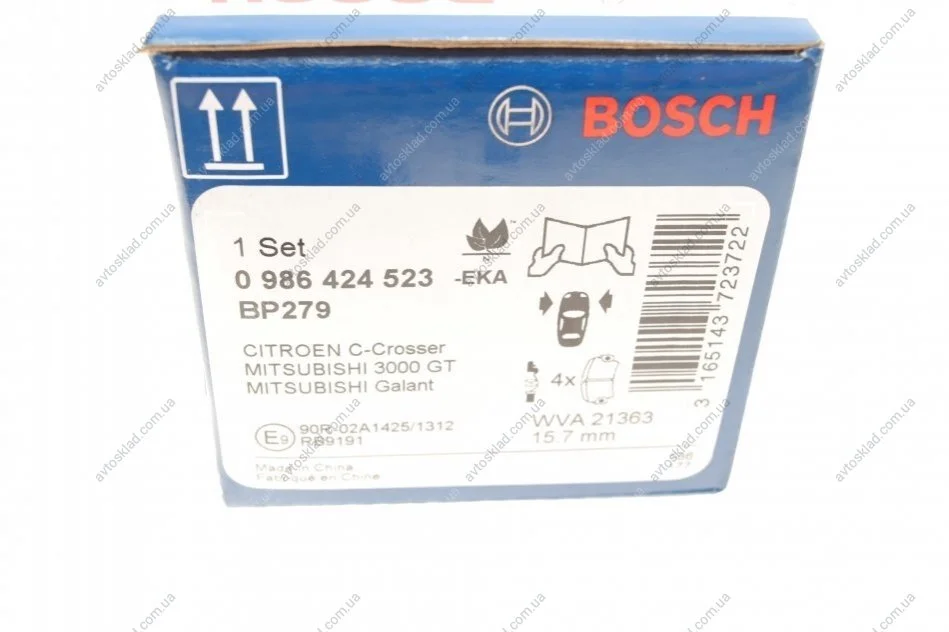 BOSCH
1 Set
0 986 424 523 -EKA
BP279
CITROEN C-Crosser
MITSUBISHI 3000 GT
MITSUBISHI Galant
E9
90R-02A1425/1312
4x
WVA 21363
15.7 mm
3 165143 723722
Made in China
Fabriqué en Chine
avtosklad.com.ua